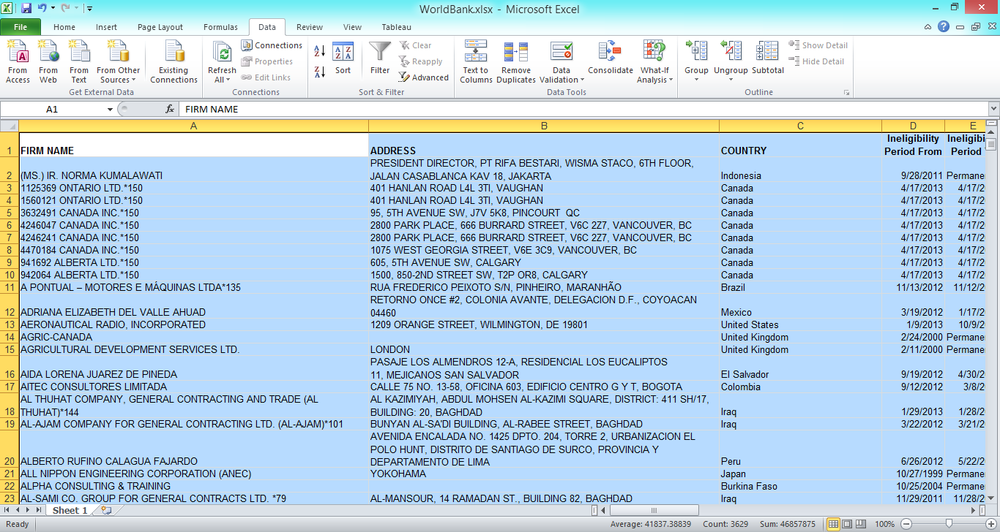 WorldBank.xlsx - Microsoft Excel
File Home Insert Page Layout Formulas Data Review View Tableau
From Access
From Web
From Text
From Other Sources
Existing Connections
Get External Data
Refresh All
Connections
Properties
Edit Links
Connections
Sort
Filter
Clear
Reapply
Advanced
Sort & Filter
Text to Columns
Remove Duplicates
Data Validation
Consolidate
What-If Analysis
Data Tools
Group
Ungroup
Subtotal
Show Detail
Hide Detail
Outline
A1 fx FIRM NAME
A B C D E
Ineligibility Ineligibi
1 FIRM NAME ADDRESS COUNTRY Period From Period
PRESIDENT DIRECTOR, PT RIFA BESTARI, WISMA STACO, 6TH FLOOR,
2 (MS.) IR. NORMA KUMALAWATI JALAN CASABLANCA KAV 18, JAKARTA Indonesia 9/28/2011 Permane
3 1125369 ONTARIO LTD.*150 401 HANLAN ROAD L4L 3TI, VAUGHAN Canada 4/17/2013 4/17/2
4 1560121 ONTARIO LTD.*150 401 HANLAN ROAD L4L 3TI, VAUGHAN Canada 4/17/2013 4/17/2
5 3632491 CANADA INC.*150 95, 5TH AVENUE SW, J7V 5K8, PINCOURT  QC Canada 4/17/2013 4/17/2
6 4246047 CANADA INC.*150 2800 PARK PLACE, 666 BURRARD STREET, V6C 2Z7, VANCOUVER, BC Canada 4/17/2013 4/17/2
7 4246241 CANADA INC.*150 2800 PARK PLACE, 666 BURRARD STREET, V6C 2Z7, VANCOUVER, BC Canada 4/17/2013 4/17/2
8 4470184 CANADA INC.*150 1075 WEST GEORGIA STREET, V6E 3C9, VANCOUVER, BC Canada 4/17/2013 4/17/2
9 941692 ALBERTA LTD.*150 605, 5TH AVENUE SW, CALGARY Canada 4/17/2013 4/17/2
10 942064 ALBERTA LTD.*150 1500, 850-2ND STREET SW, T2P OR8, CALGARY Canada 4/17/2013 4/17/2
11 A PONTUAL – MOTORES E MÁQUINAS LTDA*135 RUA FREDERICO PEIXOTO S/N, PINHEIRO, MARANHÃO Brazil 11/13/2012 11/12/2
RETORNO ONCE #2, COLONIA AVANTE, DELEGACION D.F., COYOACAN
12 ADRIANA ELIZABETH DEL VALLE AHUAD 04460 Mexico 3/19/2012 1/17/2
13 AERONAUTICAL RADIO, INCORPORATED 1209 ORANGE STREET, WILMINGTON, DE 19801 United States 1/9/2013 10/9/2
14 AGRIC-CANADA United Kingdom 2/24/2000 Permane
15 AGRICULTURAL DEVELOPMENT SERVICES LTD. LONDON United Kingdom 2/11/2000 Permane
PASAJE LOS ALMENDROS 12-A, RESIDENCIAL LOS EUCALIPTOS
16 AIDA LORENA JUAREZ DE PINEDA 11, MEJICANOS SAN SALVADOR El Salvador 9/19/2012 4/30/2
17 AITEC CONSULTORES LIMITADA CALLE 75 NO. 13-58, OFICINA 603, EDIFICIO CENTRO G Y T, BOGOTA Colombia 9/12/2012 3/8/2
AL THUHAT COMPANY, GENERAL CONTRACTING AND TRADE (AL AL KAZIMIYAH, ABDUL MOHSEN AL-KAZIMI SQUARE, DISTRICT: 411 SH/17,
18 THUHAT)*144 BUILDING: 20, BAGHDAD Iraq 1/29/2013 1/28/2
19 AL-AJAM COMPANY FOR GENERAL CONTRACTING LTD. (AL-AJAM)*101 BUNYAN AL-SA'DI BUILDING, AL-RABEE STREET, BAGHDAD Iraq 3/22/2012 3/21/2
AVENIDA ENCALADA NO. 1425 DPTO. 204, TORRE 2, URBANIZACION EL
POLO HUNT, DISTRITO DE SANTIAGO DE SURCO, PROVINCIA Y
20 ALBERTO RUFINO CALAGUA FAJARDO DEPARTAMENTO DE LIMA Peru 6/26/2012 5/22/2
21 ALL NIPPON ENGINEERING CORPORATION (ANEC) YOKOHAMA Japan 10/27/1999 Permane
22 ALPHA CONSULTING & TRAINING Burkina Faso 10/25/2004 Permane
23 AL-SAMI CO. GROUP FOR GENERAL CONTRACTS LTD. *79 AL-MANSOUR, 14 RAMADAN ST., BUILDING 82, BAGHDAD Iraq 11/29/2011 11/28/2
Sheet 1
Ready Average: 41837.38839 Count: 3629 Sum: 46857875 100%